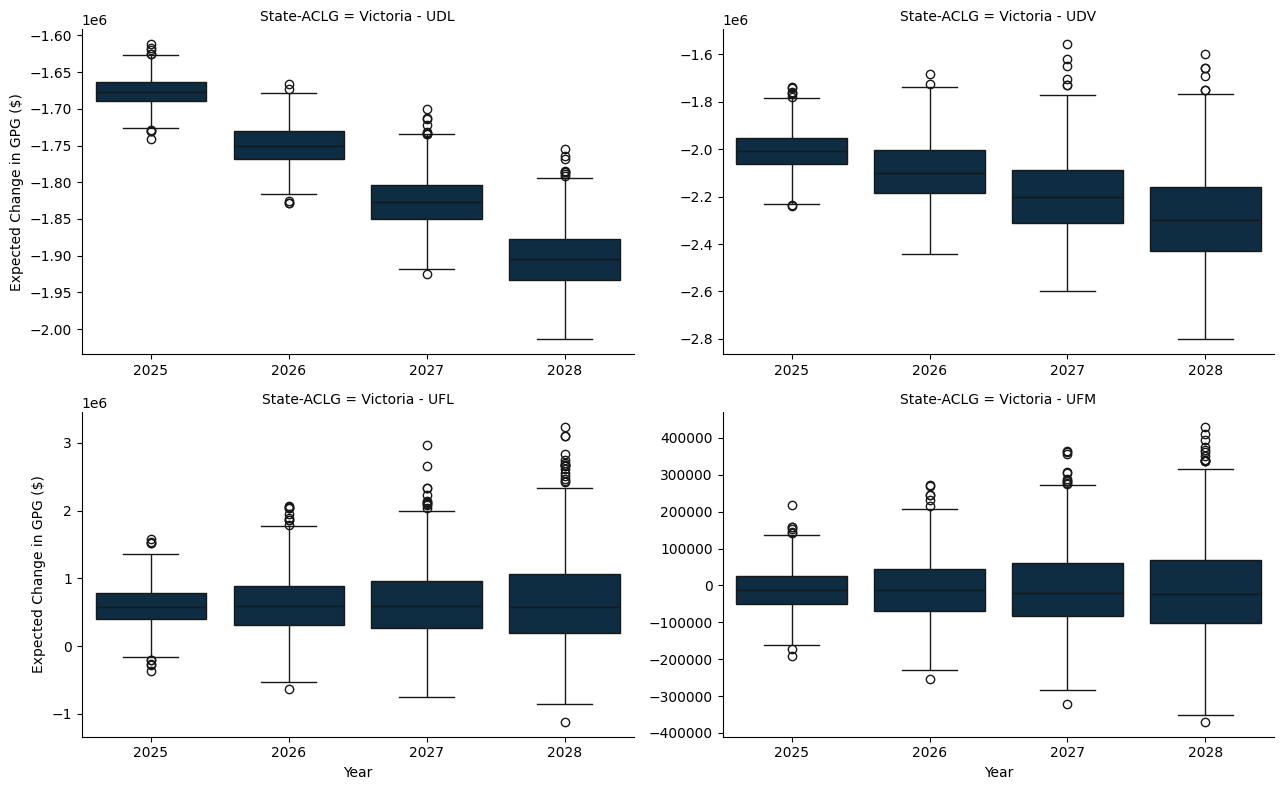 State-ACLG = Victoria - UDL
1e6
−1.60
−1.65
−1.70
−1.75
−1.80
−1.85
−1.90
−1.95
−2.00
Expected Change in GPG ($)
2025 2026 2027 2028
State-ACLG = Victoria - UDV
1e6
−1.6
−1.8
−2.0
−2.2
−2.4
−2.6
−2.8
2025 2026 2027 2028
State-ACLG = Victoria - UFL
1e6
3
2
1
0
−1
Expected Change in GPG ($)
2025 2026 2027 2028
Year
State-ACLG = Victoria - UFM
400000
300000
200000
100000
0
−100000
−200000
−300000
−400000
2025 2026 2027 2028
Year